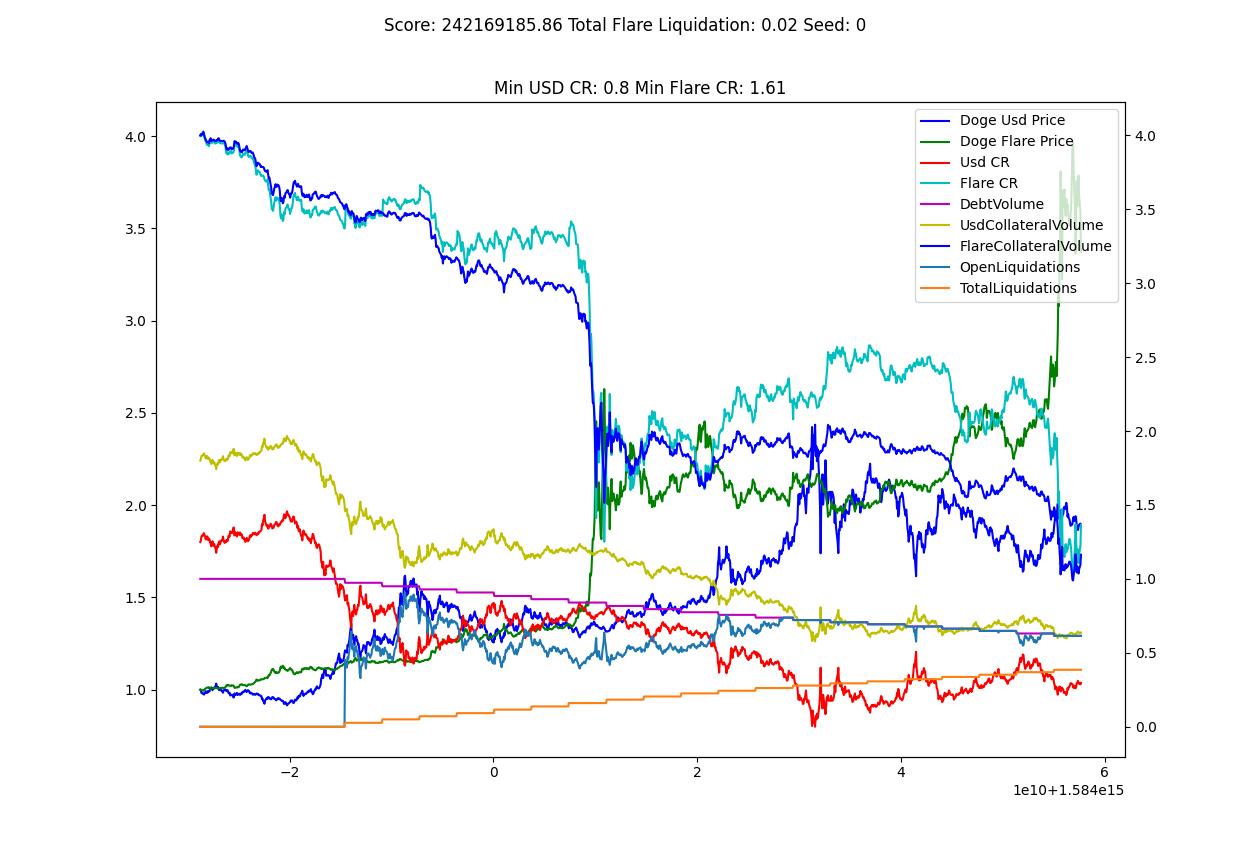 Score: 242169185.86 Total Flare Liquidation: 0.02 Seed: 0
Min USD CR: 0.8 Min Flare CR: 1.61
Doge Usd Price
Doge Flare Price
Usd CR
Flare CR
DebtVolume
UsdCollateralVolume
FlareCollateralVolume
OpenLiquidations
TotalLiquidations
4.0
3.5
3.0
2.5
2.0
1.5
1.0
4.0
3.5
3.0
2.5
2.0
1.5
1.0
0.5
0.0
−2 0 2 4 6
1e10+1.584e15